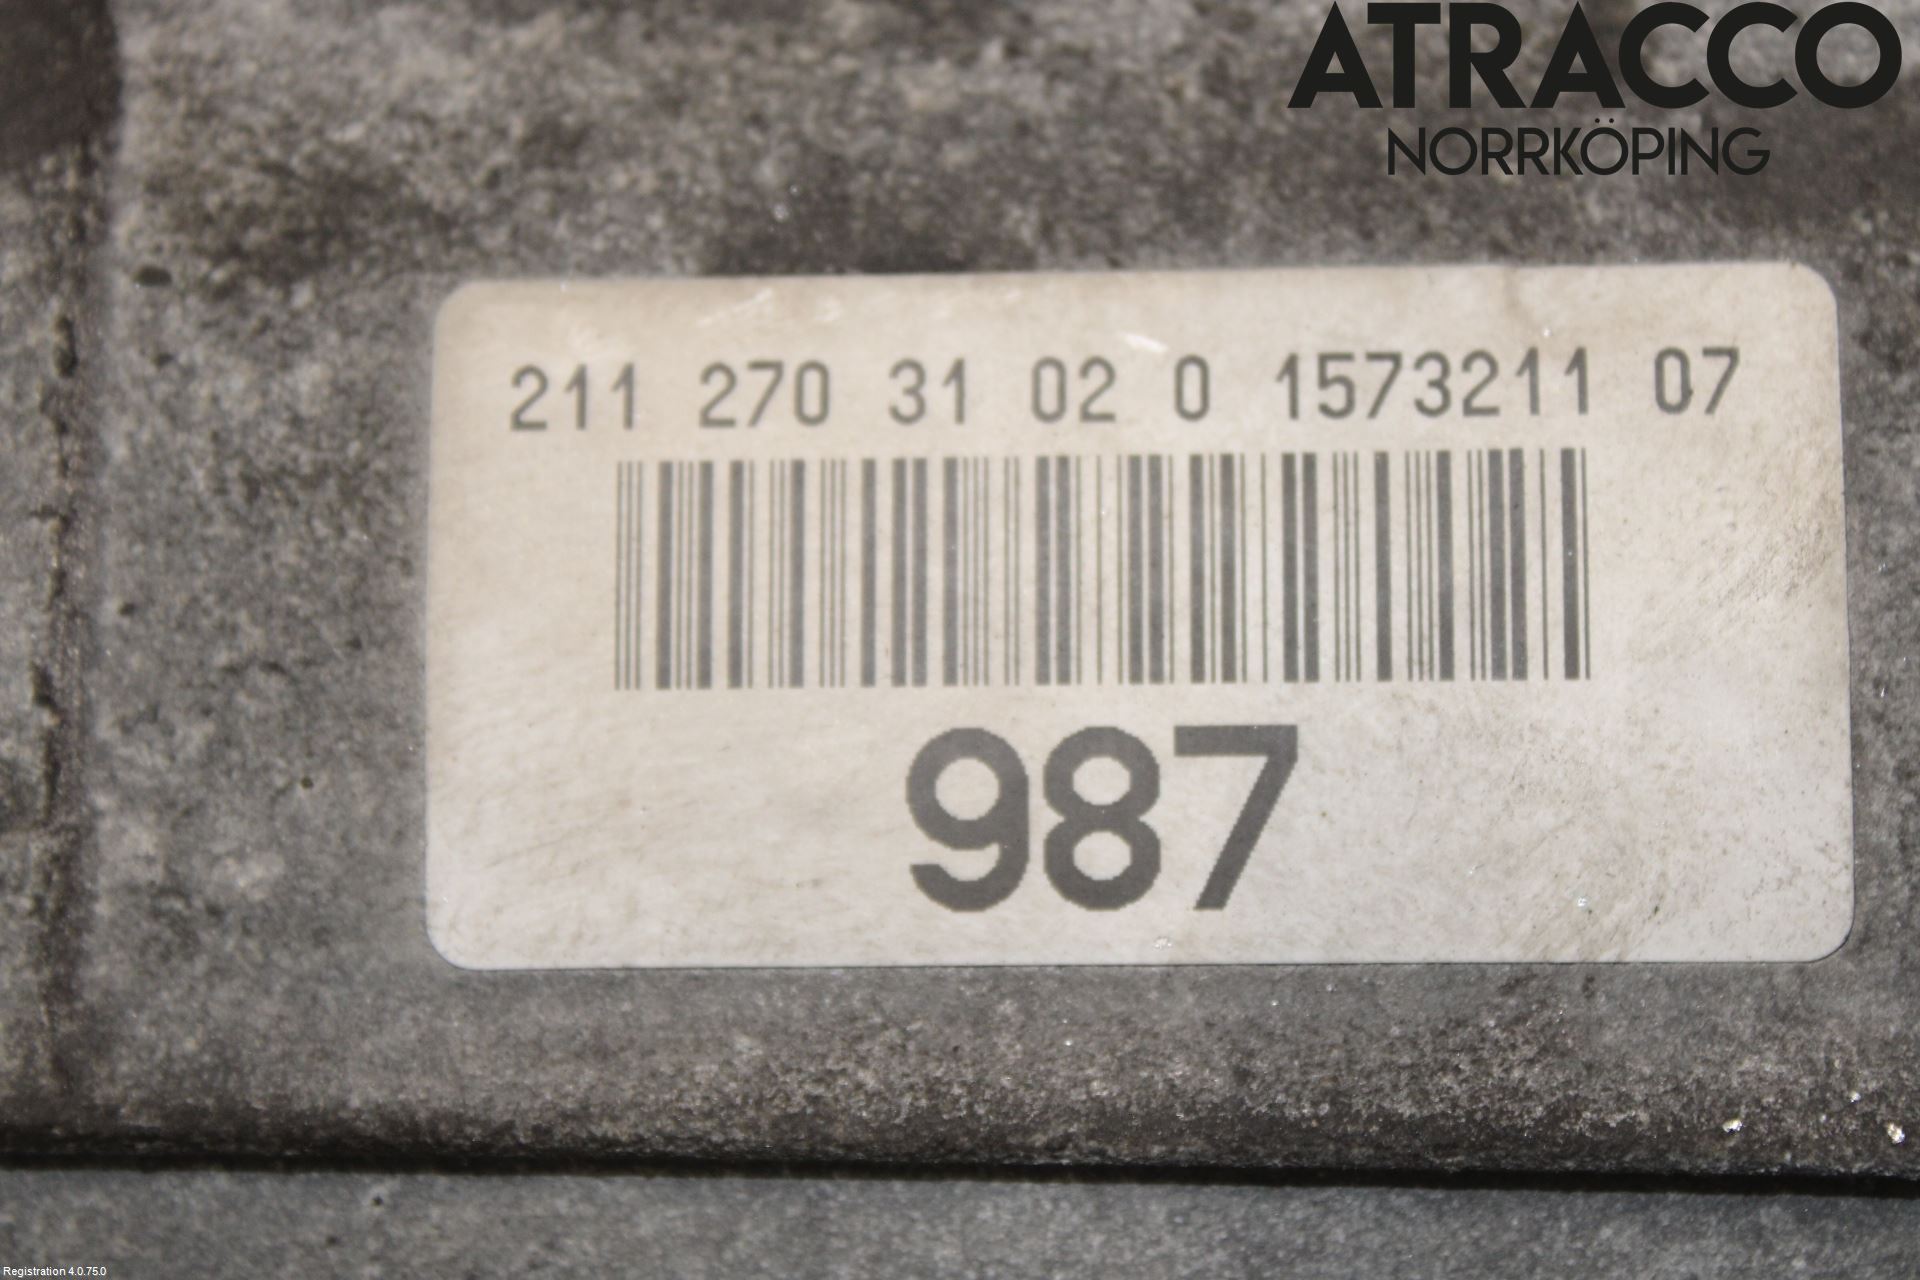 ATRACCO
NORRKÖPING
211 270 31 02 0 1573211 07
987
Registration 4.0.75.0